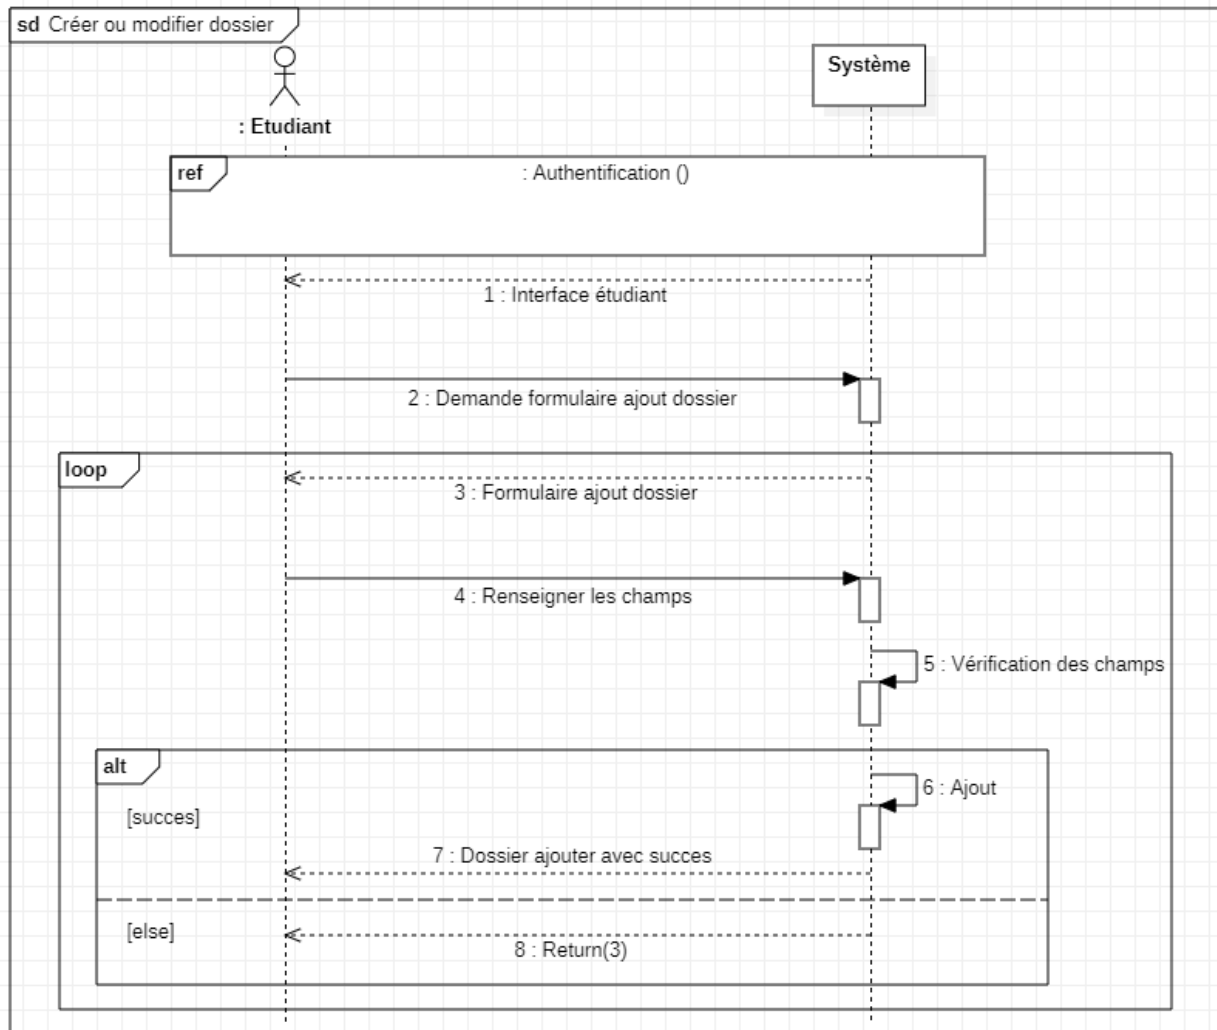 sd Créer ou modifier dossier
Système
: Etudiant
ref
: Authentification ()
1 : Interface étudiant
2 : Demande formulaire ajout dossier
loop
3 : Formulaire ajout dossier
4 : Renseigner les champs
5 : Vérification des champs
alt
6 : Ajout
[succes]
7 : Dossier ajouter avec succes
[else]
8 : Return(3)